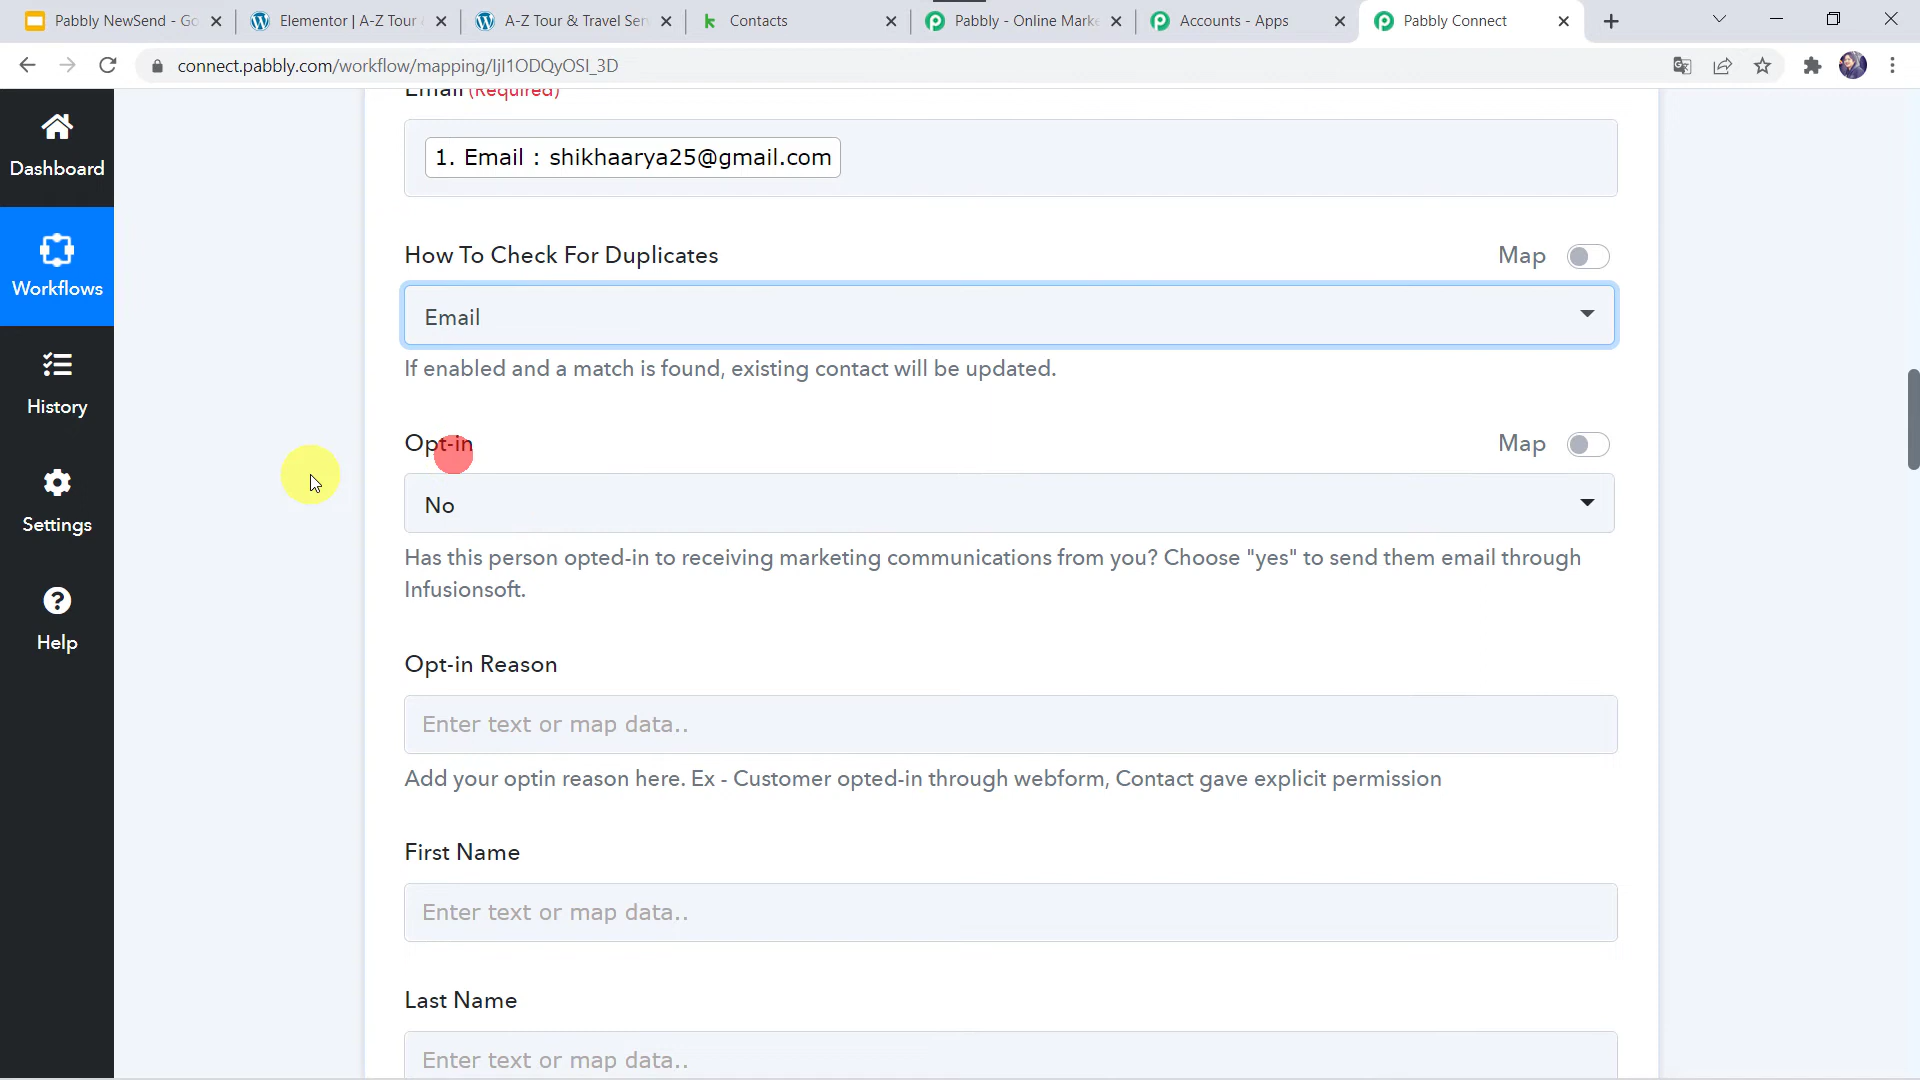 Pabbly NewSend - Go
Elementor | A-Z Tour
A-Z Tour & Travel Ser
Contacts
Pabbly - Online Marke
Accounts - Apps
Pabbly Connect
connect.pabbly.com/workflow/mapping/IjI1ODQyOSI_3D
Dashboard
Workflows
History
Settings
Help
Email (Required)
1. Email : shikhaarya25@gmail.com
How To Check For Duplicates
Map
Email
If enabled and a match is found, existing contact will be updated.
Opt-in
Map
No
Has this person opted-in to receiving marketing communications from you? Choose "yes" to send them email through
Infusionsoft.
Opt-in Reason
Enter text or map data..
Add your optin reason here. Ex - Customer opted-in through webform, Contact gave explicit permission
First Name
Enter text or map data..
Last Name
Enter text or map data..